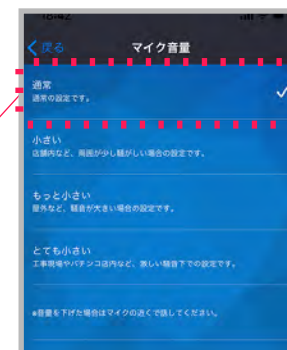 戻る
マイク音量
通常
通常の設定です。
小さい
店舗内など、周囲が少し騒がしい場合の設定です。
もっと小さい
屋外など、騒音が大きい場合の設定です。
とても小さい
工事現場やパチンコ店内など、激しい騒音下での設定です。
※音量を下げた場合はマイクの近くで話してください。